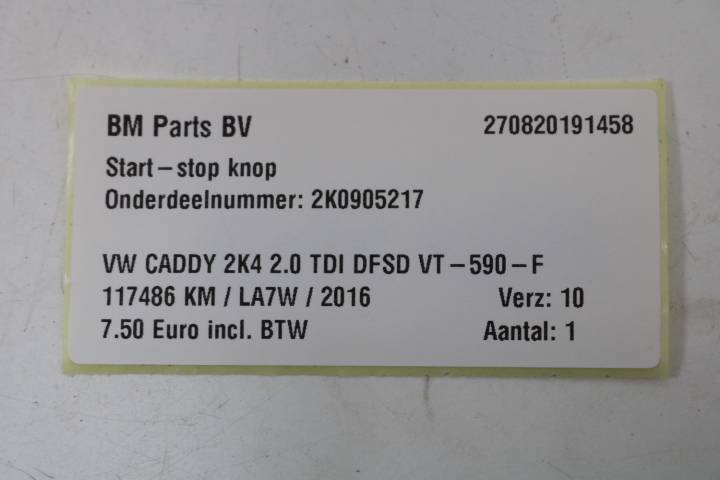 BM Parts BV 270820191458
Start-stop knop
Onderdeelnummer: 2K0905217
VW CADDY 2K4 2.0 TDI DFSD VT-590-F
117486 KM / LA7W / 2016 Verz: 10
7.50 Euro incl. BTW Aantal: 1